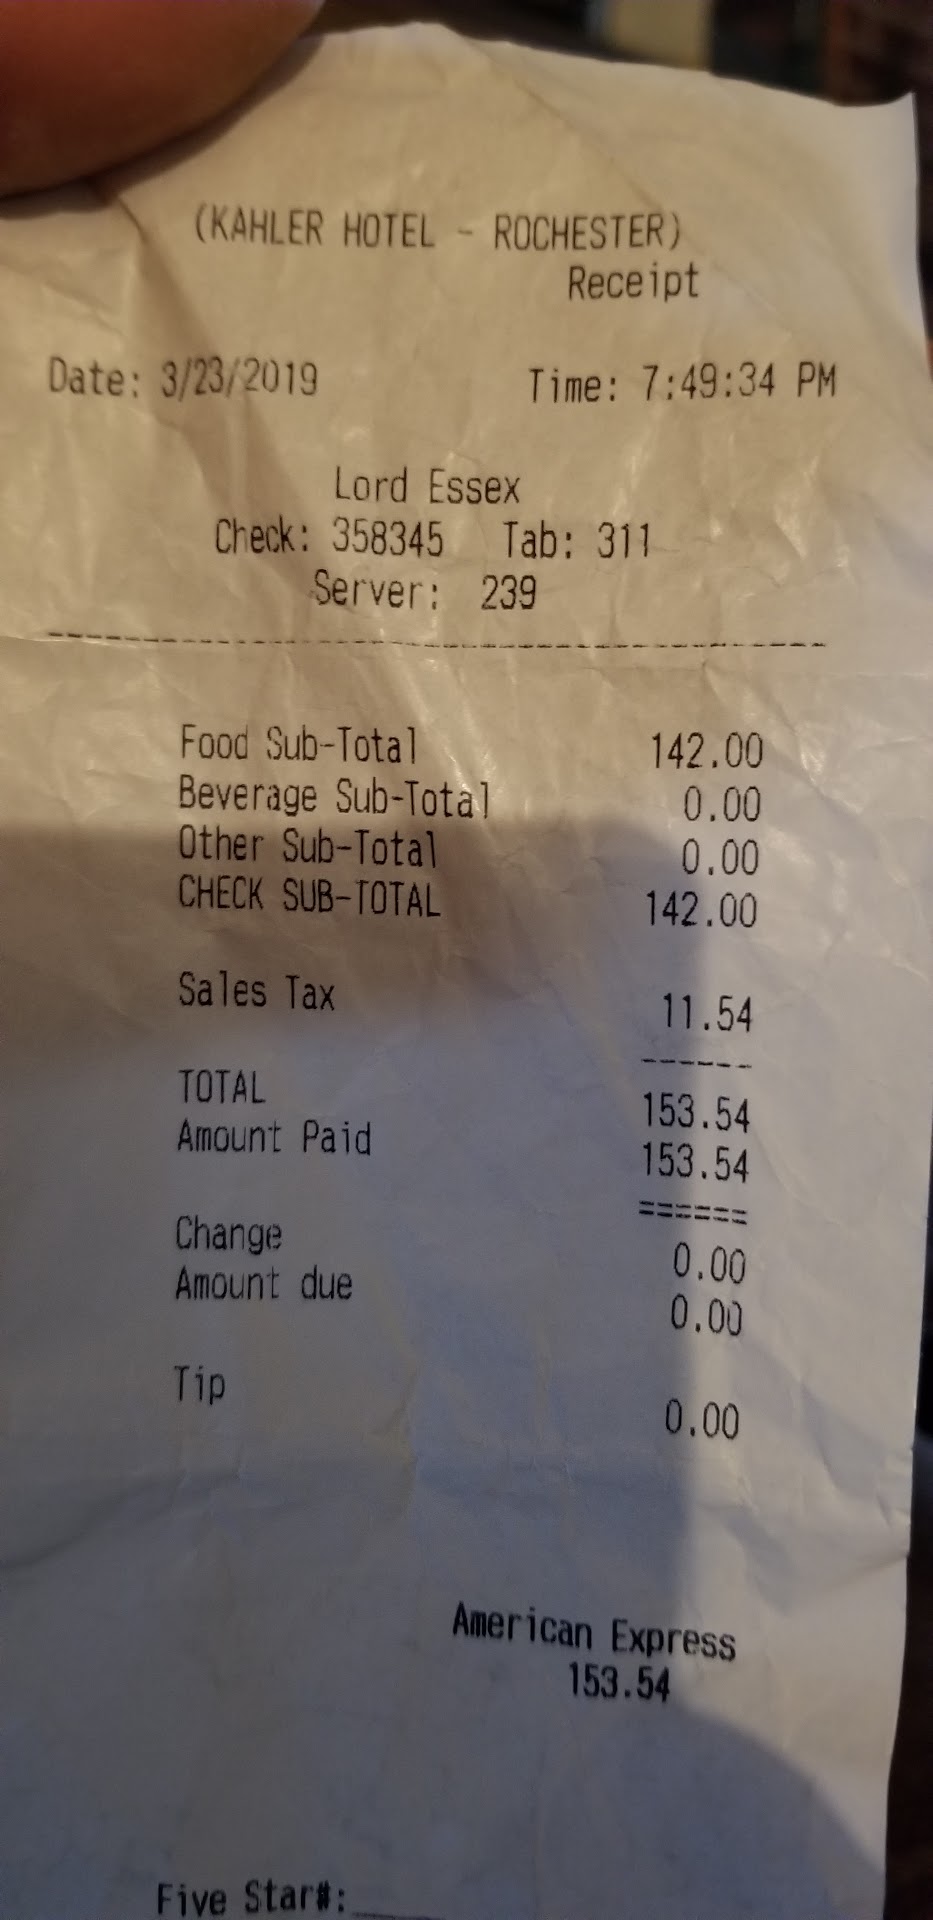 (KAHLER HOTEL - ROCHESTER)
Receipt
Date: 3/23/2019 Time: 7:49:34 PM
Lord Essex
Check: 358345 Tab: 311
Server: 239
--------------------------------
Food Sub-Total 142.00
Beverage Sub-Total 0.00
Other Sub-Total 0.00
CHECK SUB-TOTAL 142.00
Sales Tax 11.54
------
TOTAL 153.54
Amount Paid 153.54
======
Change 0.00
Amount due 0.00
Tip 0.00
American Express
153.54
Five Star#:_____